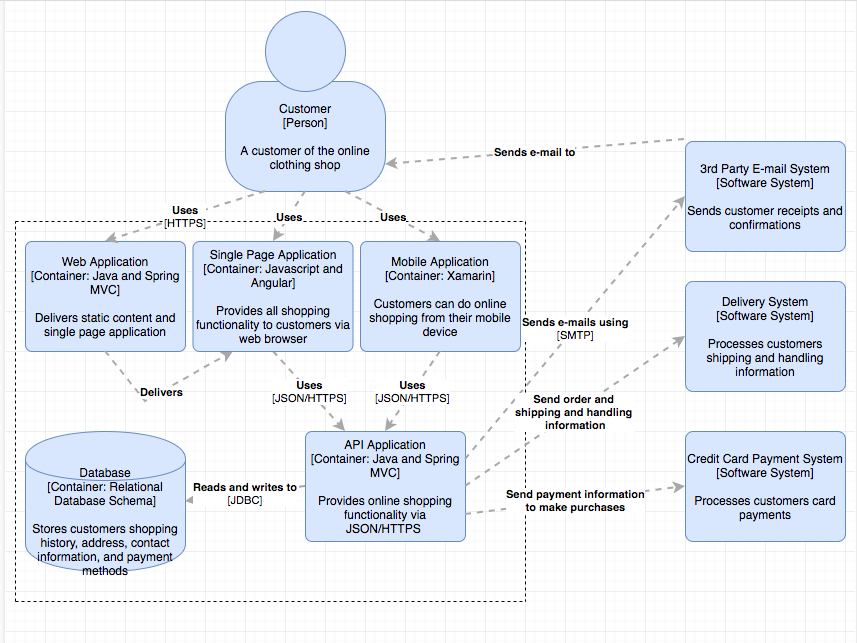 Customer
[Person]
A customer of the online
clothing shop
Sends e-mail to
3rd Party E-mail System
[Software System]
Sends customer receipts and
confirmations
Uses
[HTTPS]
Uses
Uses
Web Application
[Container: Java and Spring
MVC]
Delivers static content and
single page application
Single Page Application
[Container: Javascript and
Angular]
Provides all shopping
functionality to customers via
web browser
Mobile Application
[Container: Xamarin]
Customers can do online
shopping from their mobile
device
Delivery System
[Software System]
Processes customers
shipping and handling
information
Sends e-mails using
[SMTP]
Delivers
Uses
[JSON/HTTPS]
Uses
[JSON/HTTPS]
Send order and
shipping and handling
information
Database
[Container: Relational
Database Schema]
Stores customers shopping
history, address, contact
information, and payment
methods
Reads and writes to
[JDBC]
API Application
[Container: Java and Spring
MVC]
Provides online shopping
functionality via
JSON/HTTPS
Send payment information
to make purchases
Credit Card Payment System
[Software System]
Processes customers card
payments